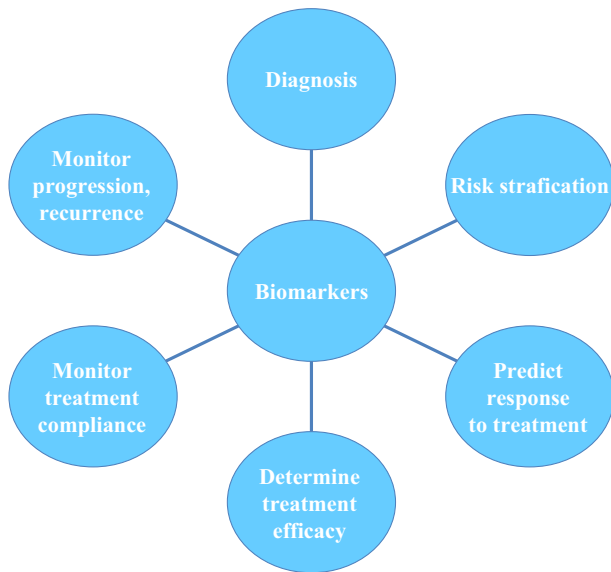 Diagnosis
Risk strafication
Predict
response
to treatment
Determine
treatment
efficacy
Monitor
treatment
compliance
Monitor
progression,
recurrence
Biomarkers